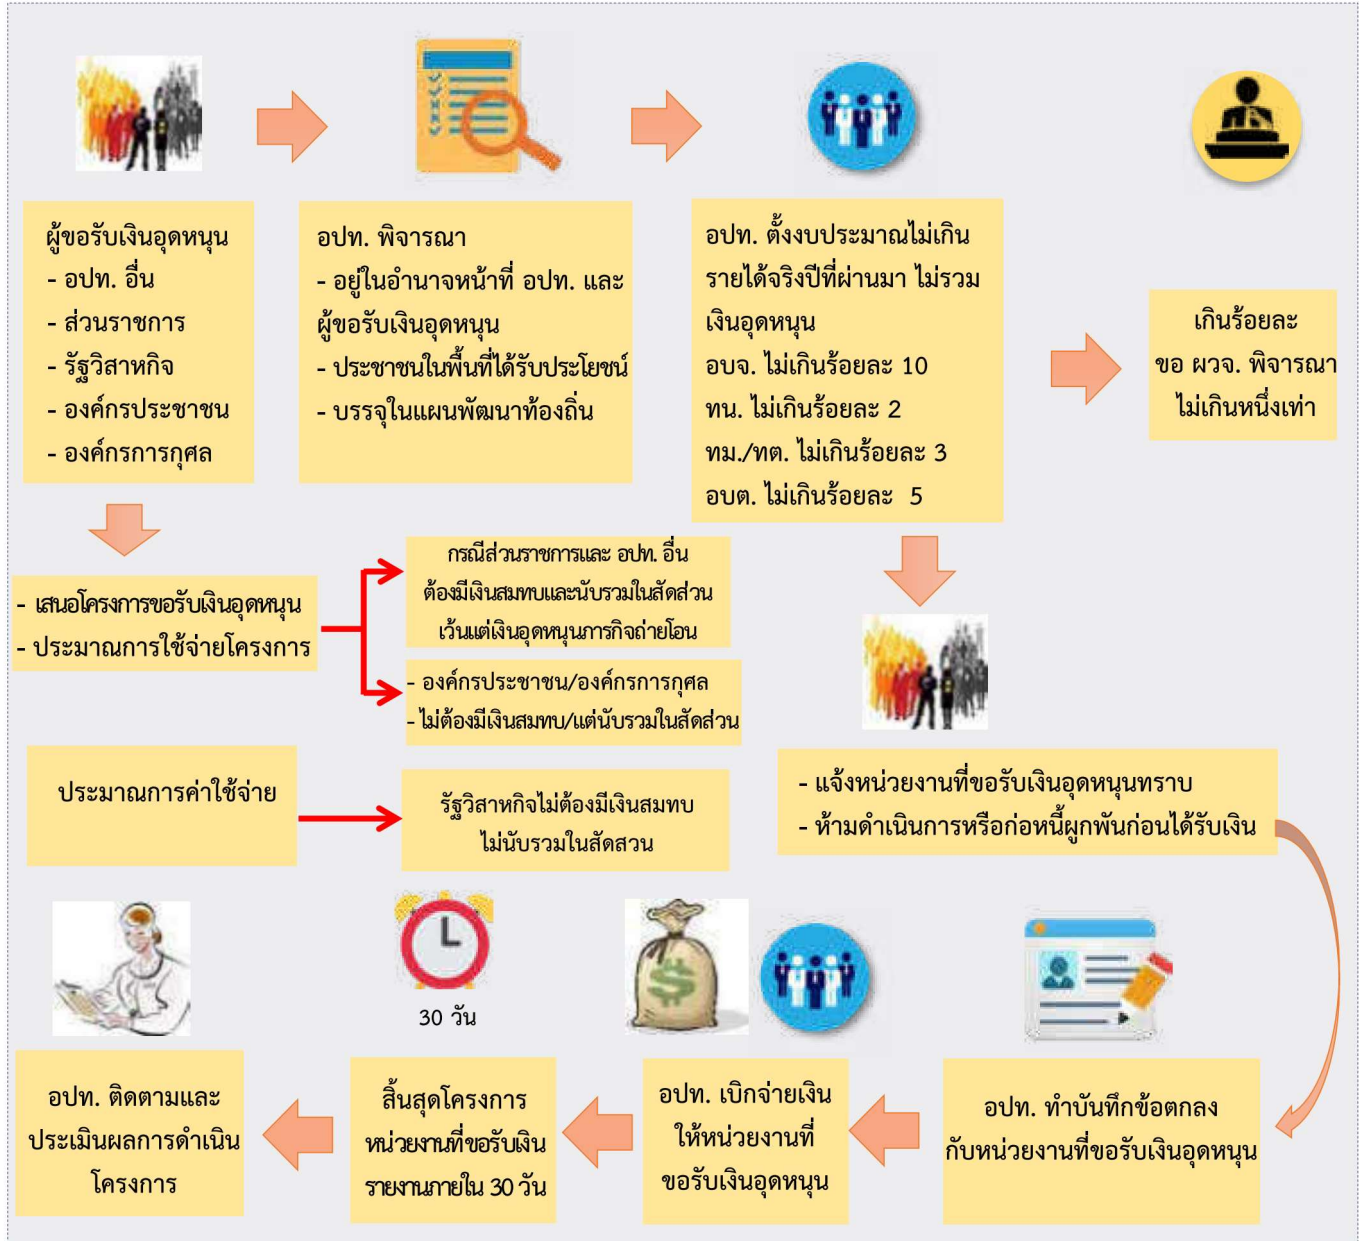 ผู้ขอรับเงินอุดหนุน
- อปท. อื่น
- ส่วนราชการ
- รัฐวิสาหกิจ
- องค์กรประชาชน
- องค์กรการกุศล
อปท. พิจารณา
- อยู่ในอำนาจหน้าที่ อปท. และ
ผู้ขอรับเงินอุดหนุน
- ประชาชนในพื้นที่ได้รับประโยชน์
- บรรจุในแผนพัฒนาท้องถิ่น
อปท. ตั้งงบประมาณไม่เกิน
รายได้จริงปีที่ผ่านมา ไม่รวม
เงินอุดหนุน
อบจ. ไม่เกินร้อยละ 10
ทน. ไม่เกินร้อยละ 2
ทม./ทต. ไม่เกินร้อยละ 3
อบต. ไม่เกินร้อยละ 5
เกินร้อยละ
ขอ ผวจ. พิจารณา
ไม่เกินหนึ่งเท่า
- เสนอโครงการขอรับเงินอุดหนุน
- ประมาณการใช้จ่ายโครงการ
กรณีส่วนราชการและ อปท. อื่น
ต้องมีเงินสมทบและนับรวมในสัดส่วน
เว้นแต่เงินอุดหนุนภารกิจถ่ายโอน
- องค์กรประชาชน/องค์กรการกุศล
- ไม่ต้องมีเงินสมทบ/แต่นับรวมในสัดส่วน
ประมาณการค่าใช้จ่าย
รัฐวิสาหกิจไม่ต้องมีเงินสมทบ
ไม่นับรวมในสัดสวน
- แจ้งหน่วยงานที่ขอรับเงินอุดหนุนทราบ
- ห้ามดำเนินการหรือก่อหนี้ผูกพันก่อนได้รับเงิน
อปท. ทำบันทึกข้อตกลง
กับหน่วยงานที่ขอรับเงินอุดหนุน
อปท. เบิกจ่ายเงิน
ให้หน่วยงานที่
ขอรับเงินอุดหนุน
30 วัน
สิ้นสุดโครงการ
หน่วยงานที่ขอรับเงิน
รายงานภายใน 30 วัน
อปท. ติดตามและ
ประเมินผลการดำเนิน
โครงการ